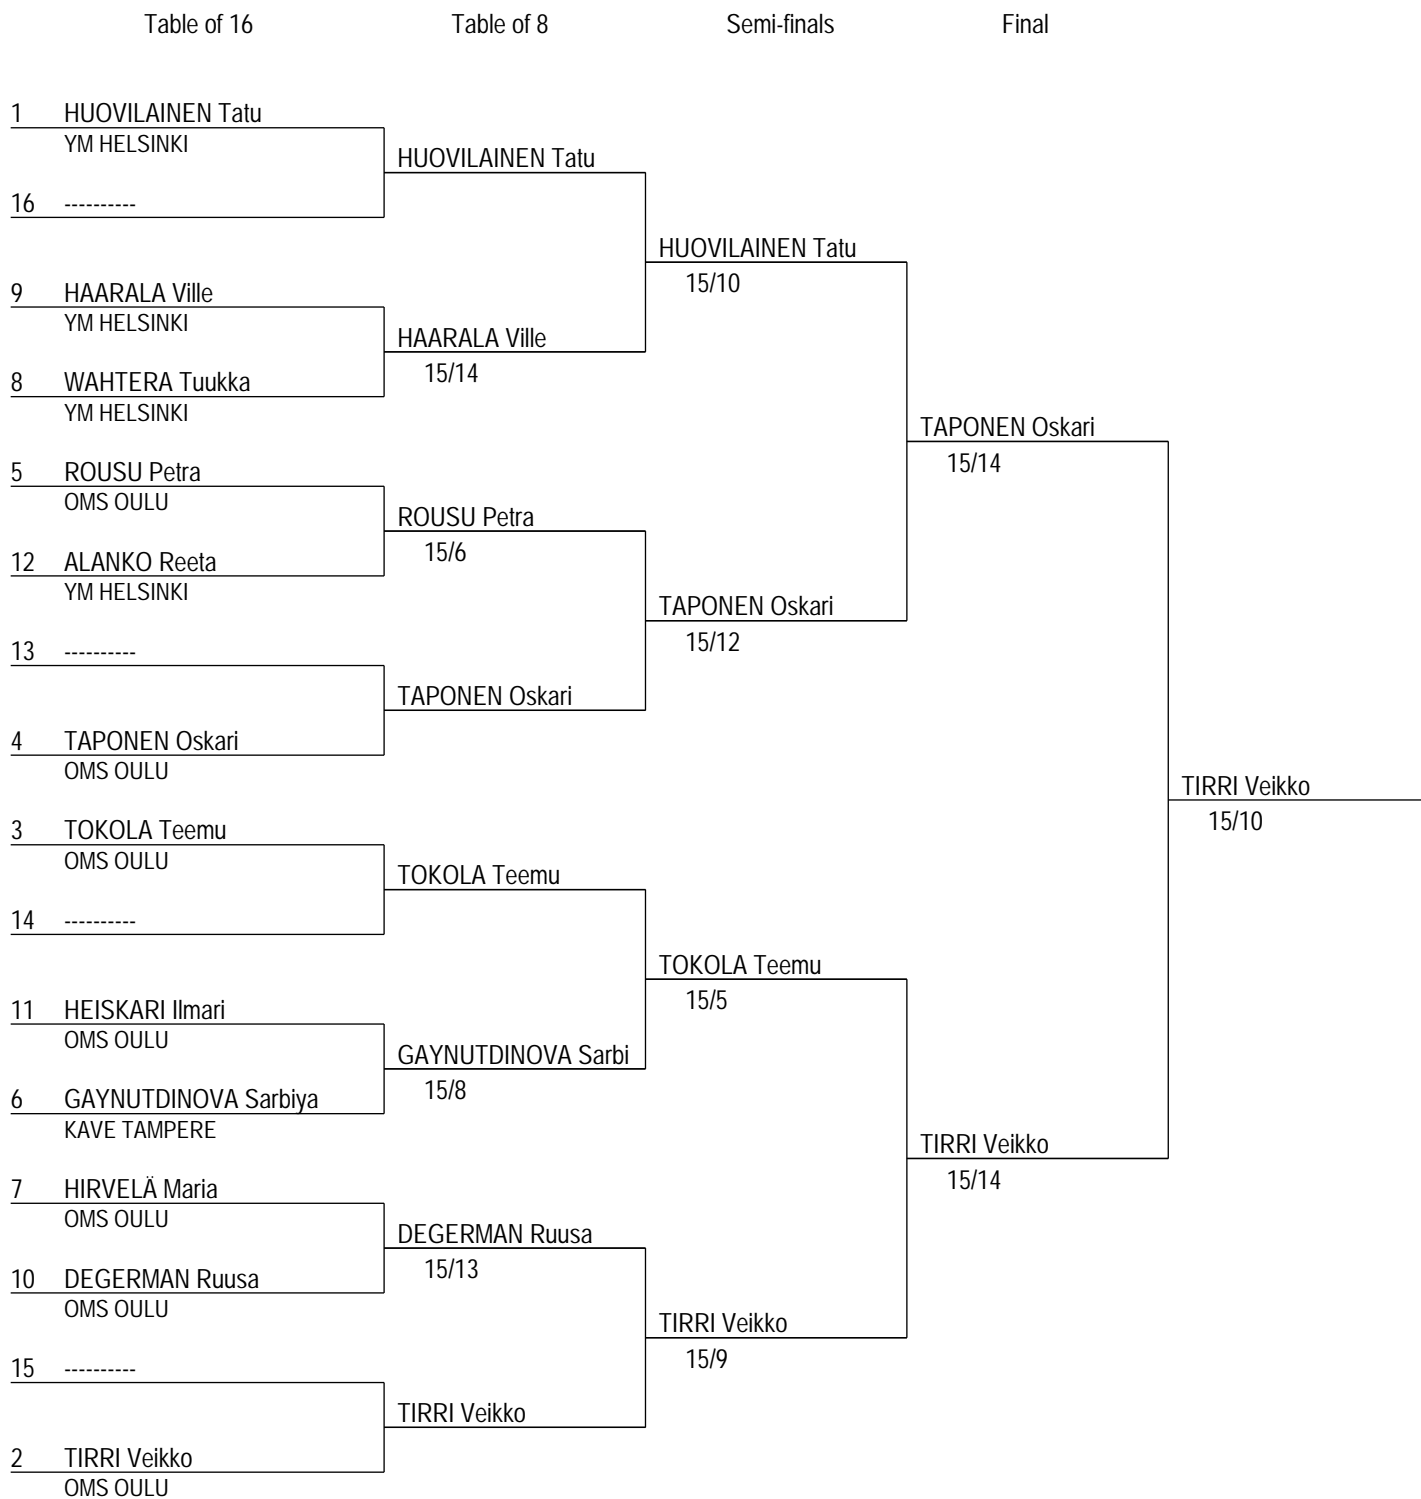 Table of 16 Table of 8 Semi-finals Final
1 HUOVILAINEN Tatu
YM HELSINKI
HUOVILAINEN Tatu
16 ----------
HUOVILAINEN Tatu
15/10
9 HAARALA Ville
YM HELSINKI
HAARALA Ville
15/14
8 WAHTERA Tuukka
YM HELSINKI
TAPONEN Oskari
15/14
5 ROUSU Petra
OMS OULU
ROUSU Petra
15/6
12 ALANKO Reeta
YM HELSINKI
TAPONEN Oskari
15/12
13 ----------
TAPONEN Oskari
4 TAPONEN Oskari
OMS OULU
TIRRI Veikko
15/10
3 TOKOLA Teemu
OMS OULU
TOKOLA Teemu
14 ----------
TOKOLA Teemu
15/5
11 HEISKARI Ilmari
OMS OULU
GAYNUTDINOVA Sarbi
15/8
6 GAYNUTDINOVA Sarbiya
KAVE TAMPERE
TIRRI Veikko
15/14
7 HIRVELÄ Maria
OMS OULU
DEGERMAN Ruusa
15/13
10 DEGERMAN Ruusa
OMS OULU
TIRRI Veikko
15/9
15 ----------
TIRRI Veikko
2 TIRRI Veikko
OMS OULU